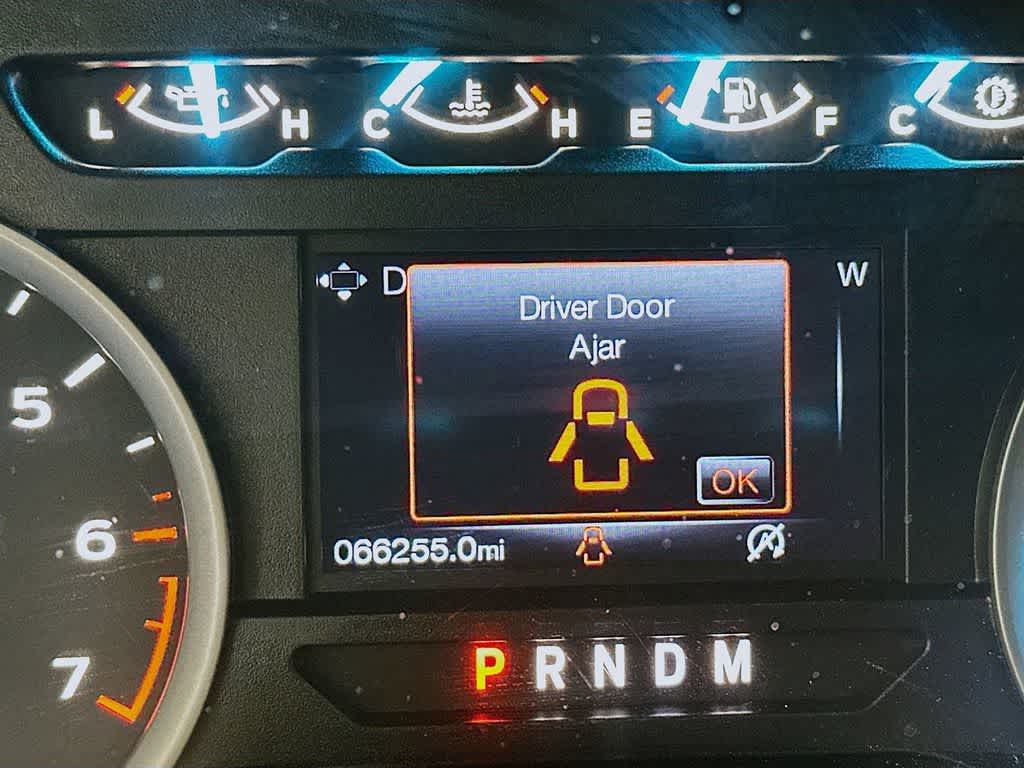 L H C H E F C
D W
Driver Door
Ajar
OK
5
6
7
066255.0mi
P R N D M